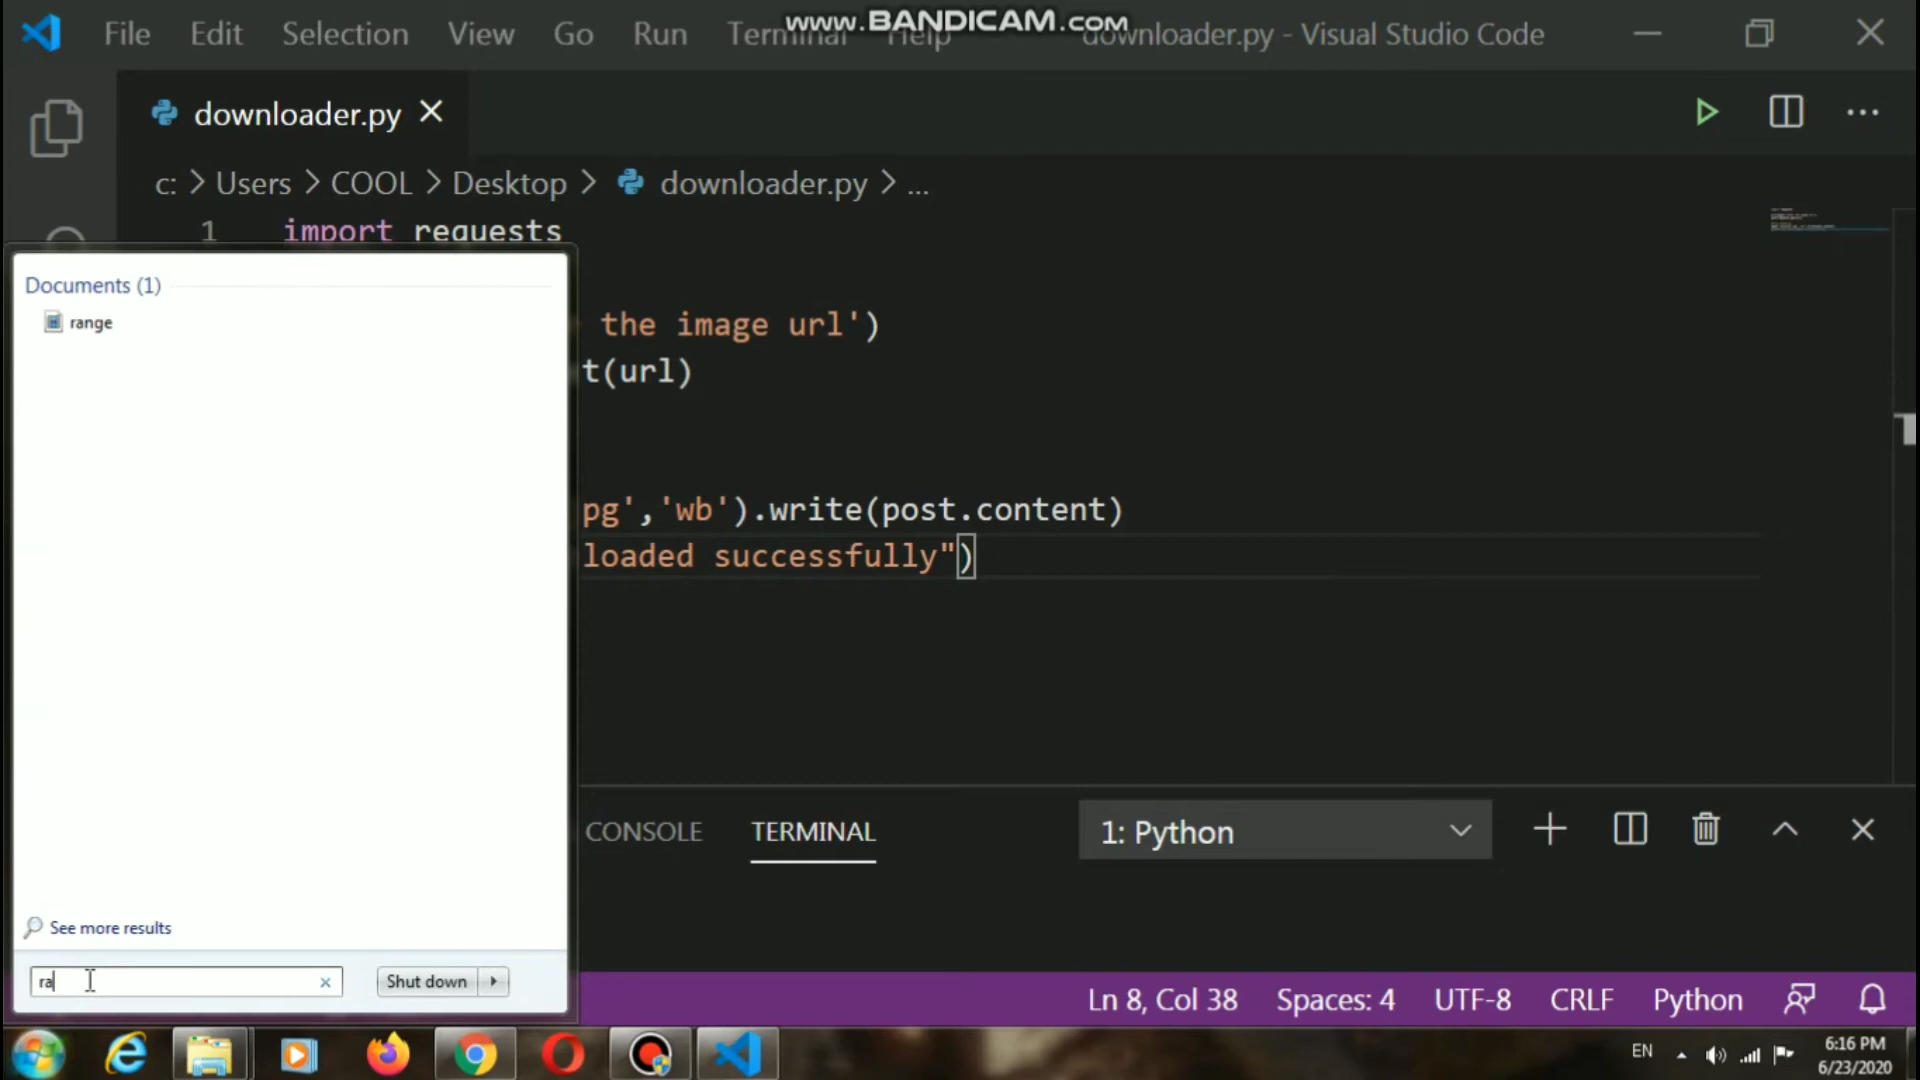 www.BANDICAM.com
File Edit Selection View Go Run Terminal Help downloader.py - Visual Studio Code
downloader.py
c: > Users > COOL > Desktop > downloader.py > ...
1 import requests
Documents (1)
range
the image url')
t(url)
pg','wb').write(post.content)
loaded successfully")
CONSOLE TERMINAL 1: Python
See more results
ra
Shut down
Ln 8, Col 38 Spaces: 4 UTF-8 CRLF Python
EN
6:16 PM
6/23/2020